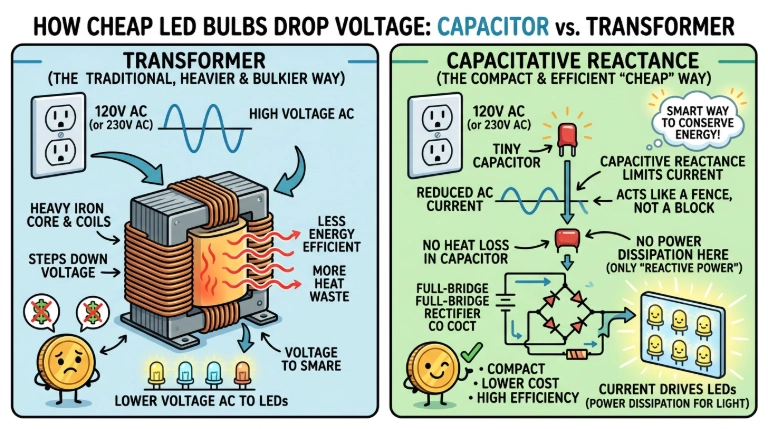 HOW CHEAP LED BULBS DROP VOLTAGE: CAPACITOR vs. TRANSFORMER
TRANSFORMER
(THE TRADITIONAL, HEAVIER & BULKIER WAY)
120V AC
(or 230V AC)
HIGH VOLTAGE AC
HEAVY IRON
CORE & COILS
STEPS DOWN
VOLTAGE
LESS
ENERGY
EFFICIENT
MORE
HEAT
WASTE
VOLTAGE
TO SMARE
LOWER VOLTAGE AC TO LEDs
CAPACITATIVE REACTANCE
(THE COMPACT & EFFICIENT “CHEAP” WAY)
120V AC
(or 230V AC)
SMART WAY
TO CONSERVE
ENERGY!
TINY
CAPACITOR
CAPACITIVE REACTANCE
LIMITS CURRENT
REDUCED AC
CURRENT
ACTS LIKE A FENCE,
NOT A BLOCK
NO HEAT LOSS
IN CAPACITOR
NO POWER
DISSIPATION HERE
(ONLY “REACTIVE POWER”)
FULL-BRIDGE
FULL-BRIDGE
RECTIFIER
CO COCT
• COMPACT
• LOWER COST
• HIGH EFFICIENCY
CURRENT DRIVES LEDs
(POWER DISSIPATION FOR LIGHT)